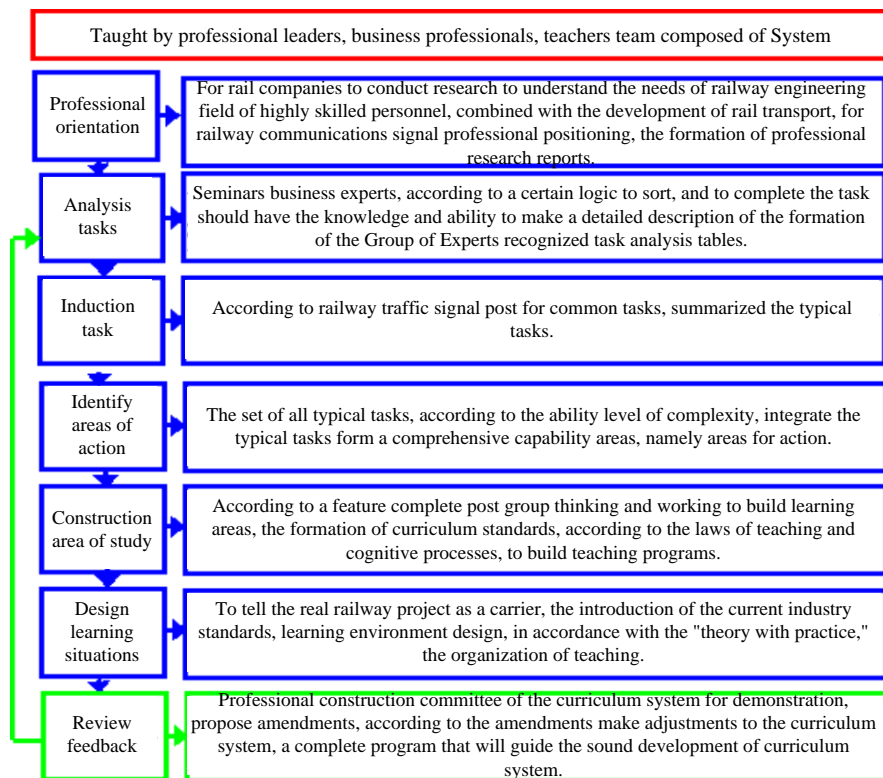 Taught by professional leaders, business professionals, teachers team composed of System
Professional
orientation
For rail companies to conduct research to understand the needs of railway engineering
field of highly skilled personnel, combined with the development of rail transport, for
railway communications signal professional positioning, the formation of professional
research reports.
Analysis
tasks
Seminars business experts, according to a certain logic to sort, and to complete the task
should have the knowledge and ability to make a detailed description of the formation
of the Group of Experts recognized task analysis tables.
Induction
task
According to railway traffic signal post for common tasks, summarized the typical
tasks.
Identify
areas of
action
The set of all typical tasks, according to the ability level of complexity, integrate the
typical tasks form a comprehensive capability areas, namely areas for action.
Construction
area of study
According to a feature complete post group thinking and working to build learning
areas, the formation of curriculum standards, according to the laws of teaching and
cognitive processes, to build teaching programs.
Design
learning
situations
To tell the real railway project as a carrier, the introduction of the current industry
standards, learning environment design, in accordance with the "theory with practice,"
the organization of teaching.
Review
feedback
Professional construction committee of the curriculum system for demonstration,
propose amendments, according to the amendments make adjustments to the curriculum
system, a complete program that will guide the sound development of curriculum
system.